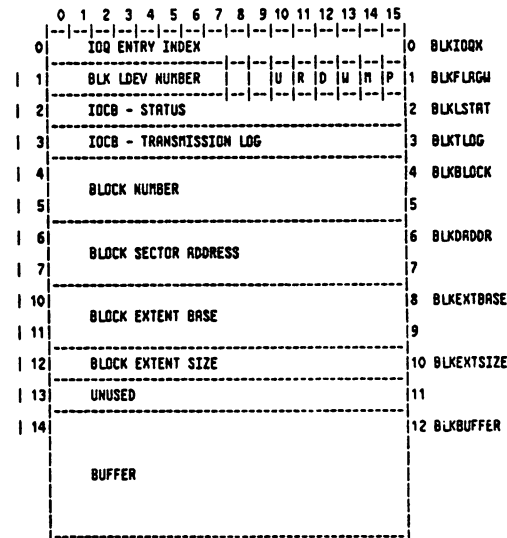 0 1 2 3 4 5 6 7 8 9 10 11 12 13 14 15
0 IOQ ENTRY INDEX 0 BLKIOQX
1 BLK LDEV NUMBER U R D W M P 1 BLKFLAGW
2 IOCB - STATUS 2 BLKLSTAT
3 IOCB - TRANSMISSION LOG 3 BLKTLOG
4 4 BLKBLOCK
BLOCK NUMBER
5 5
6 6 BLKDADDR
BLOCK SECTOR ADDRESS
7 7
10 8 BLKEXTBASE
BLOCK EXTENT BASE
11 9
12 BLOCK EXTENT SIZE 10 BLKEXTSIZE
13 UNUSED 11
14 12 BLKBUFFER
BUFFER